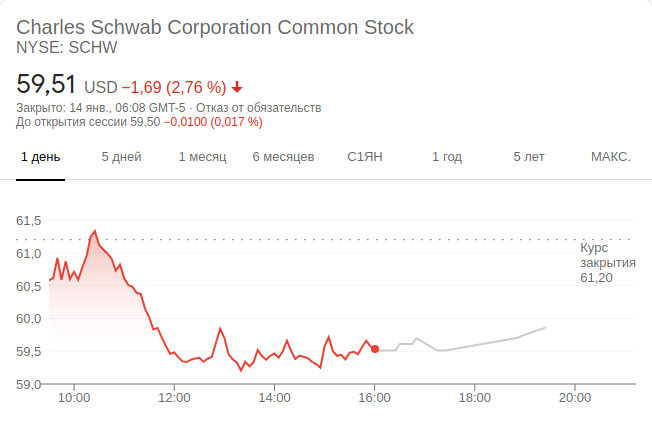 Charles Schwab Corporation Common Stock
NYSE: SCHW
59,51 USD −1,69 (2,76 %)
Закрыто: 14 янв., 06:08 GMT-5 · Отказ от обязательств
До открытия сессии 59,50 −0,0100 (0,017 %)
1 день 5 дней 1 месяц 6 месяцев С1ЯН 1 год 5 лет МАКС.
61,5
Курс
61,0
закрытия
61,20
60,5
60,0
59,5
59,0
10:00 12:00 14:00 16:00 18:00 20:00